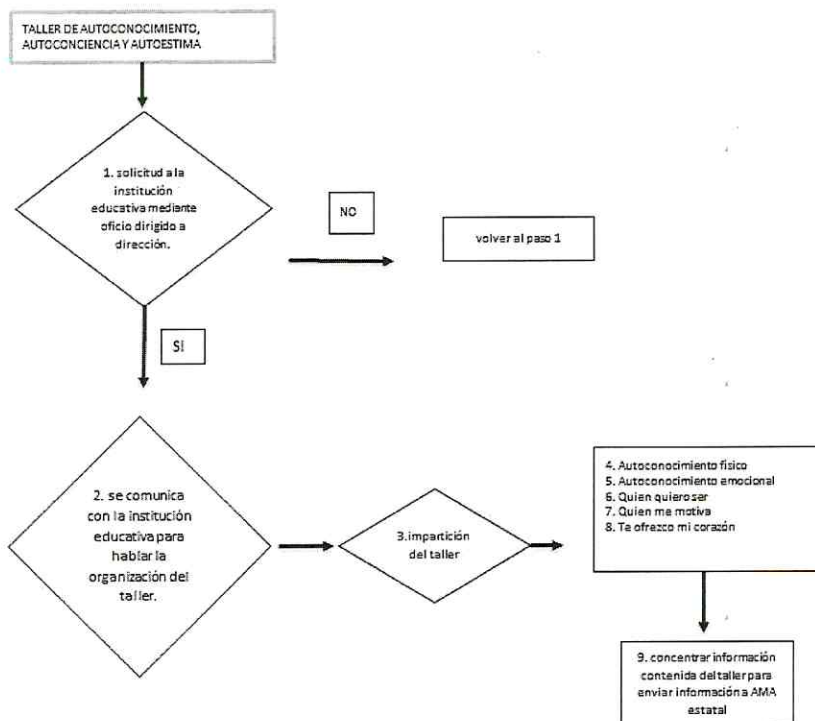 TALLER DE AUTOCONOCIMIENTO,
AUTOCONCIENCIA Y AUTOESTIMA
1. solicitud a la
institución
educativa mediante
oficio dirigido a
dirección.
NO
volver al paso 1
SI
2. se comunica
con la institución
educativa para
hablar la
organización del
taller.
3.impartición
del taller
4. Autoconocimiento físico
5. Autoconocimiento emocional
6. Quien quiero ser
7. Quien me motiva
8. Te ofrezco mi corazón
9. concentrar información
contenida del taller para
enviar información a AMA
estatal